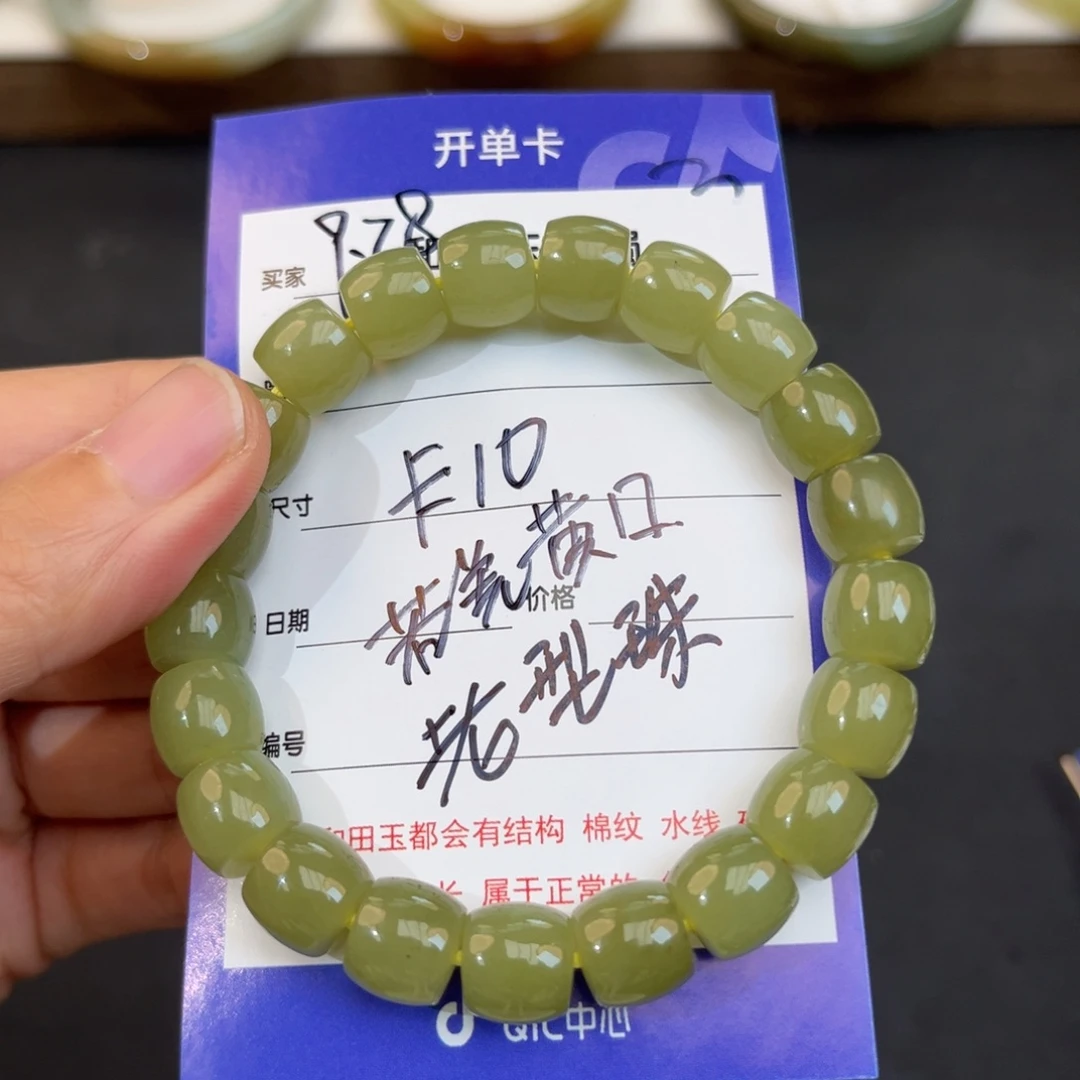 开单卡
9.28
买家
尺寸 卡10
若羌黄口
日期 价格
老型珠
编号
和田玉都会有结构 棉纹 水线
属于正常的
QIC中心